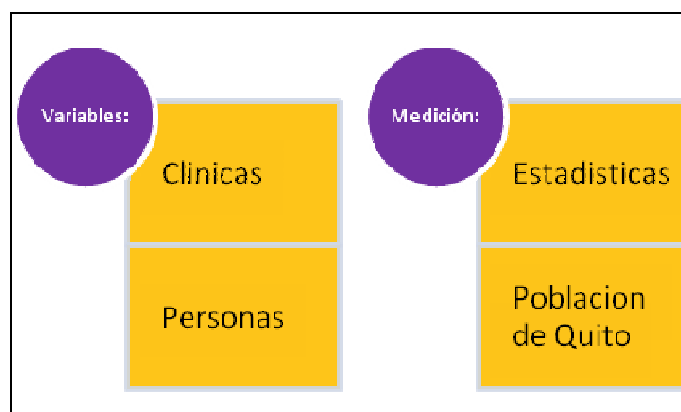 Variables:
Clinicas
Personas
Medición:
Estadisticas
Poblacion
de Quito